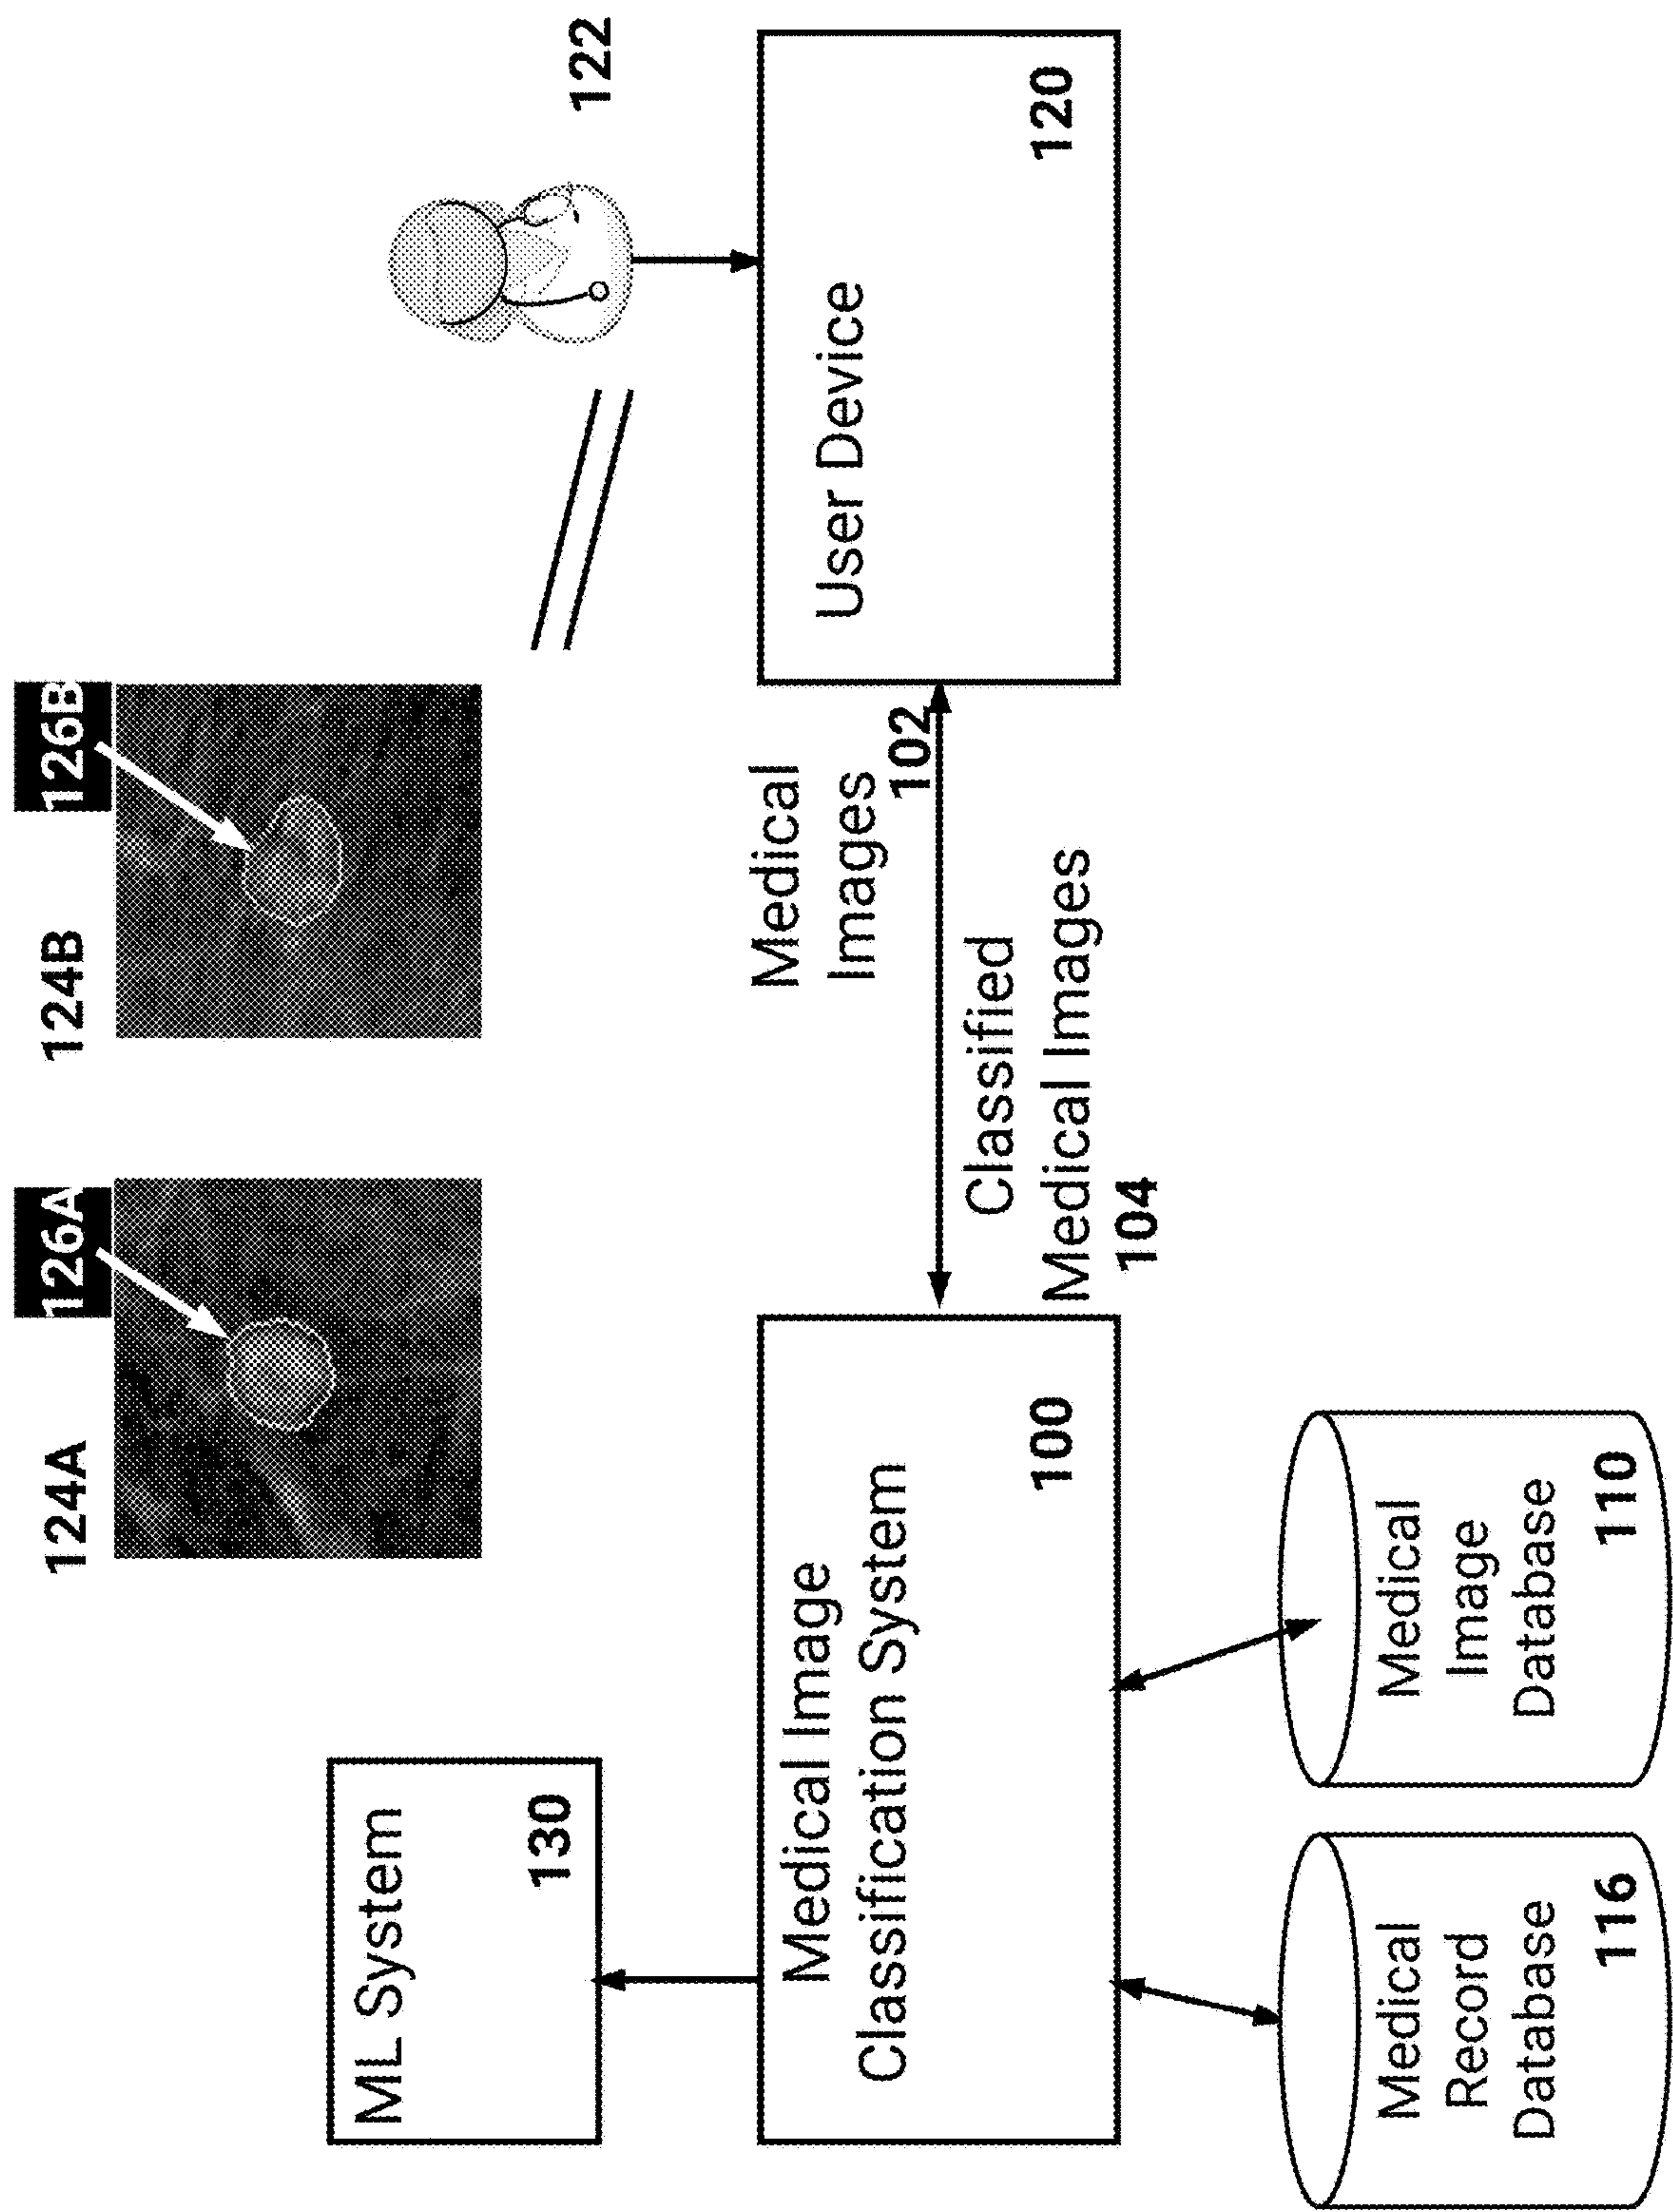 124A
126A
124B
126B
122
ML System
130
Medical Image
Classification System
100
Medical
Images
102
Classified
Medical Images
104
User Device
120
Medical
Record
Database
116
Medical
Image
Database
110